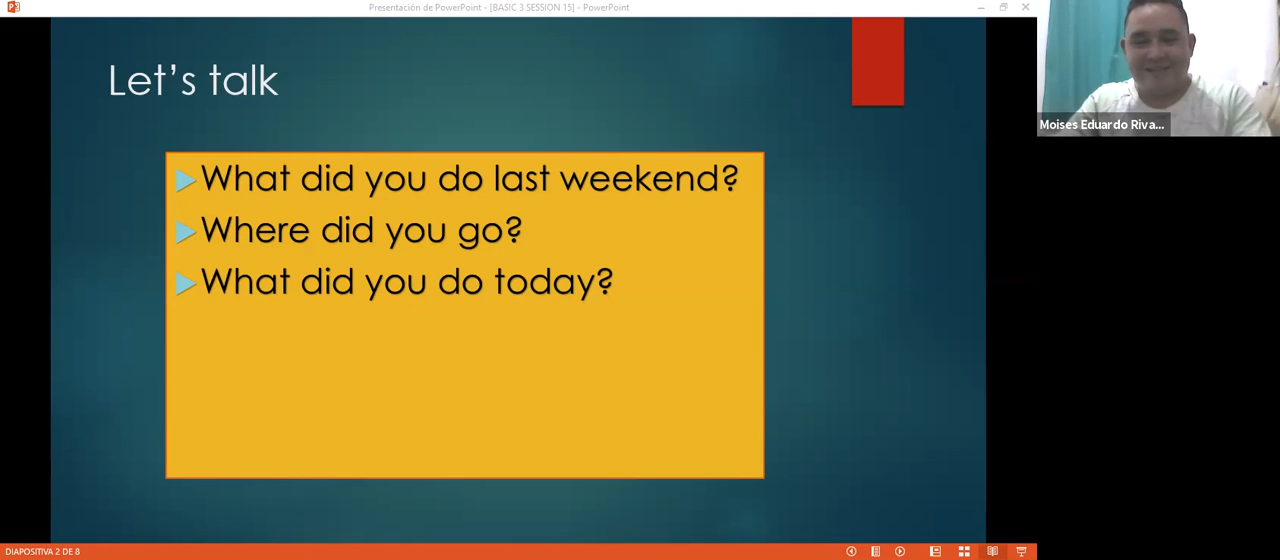 Presentación de PowerPoint - [BASIC 3 SESSION 15] - PowerPoint
Let's talk
What did you do last weekend?
Where did you go?
What did you do today?
Moises Eduardo Riva...
DIAPOSITIVA 2 DE 8